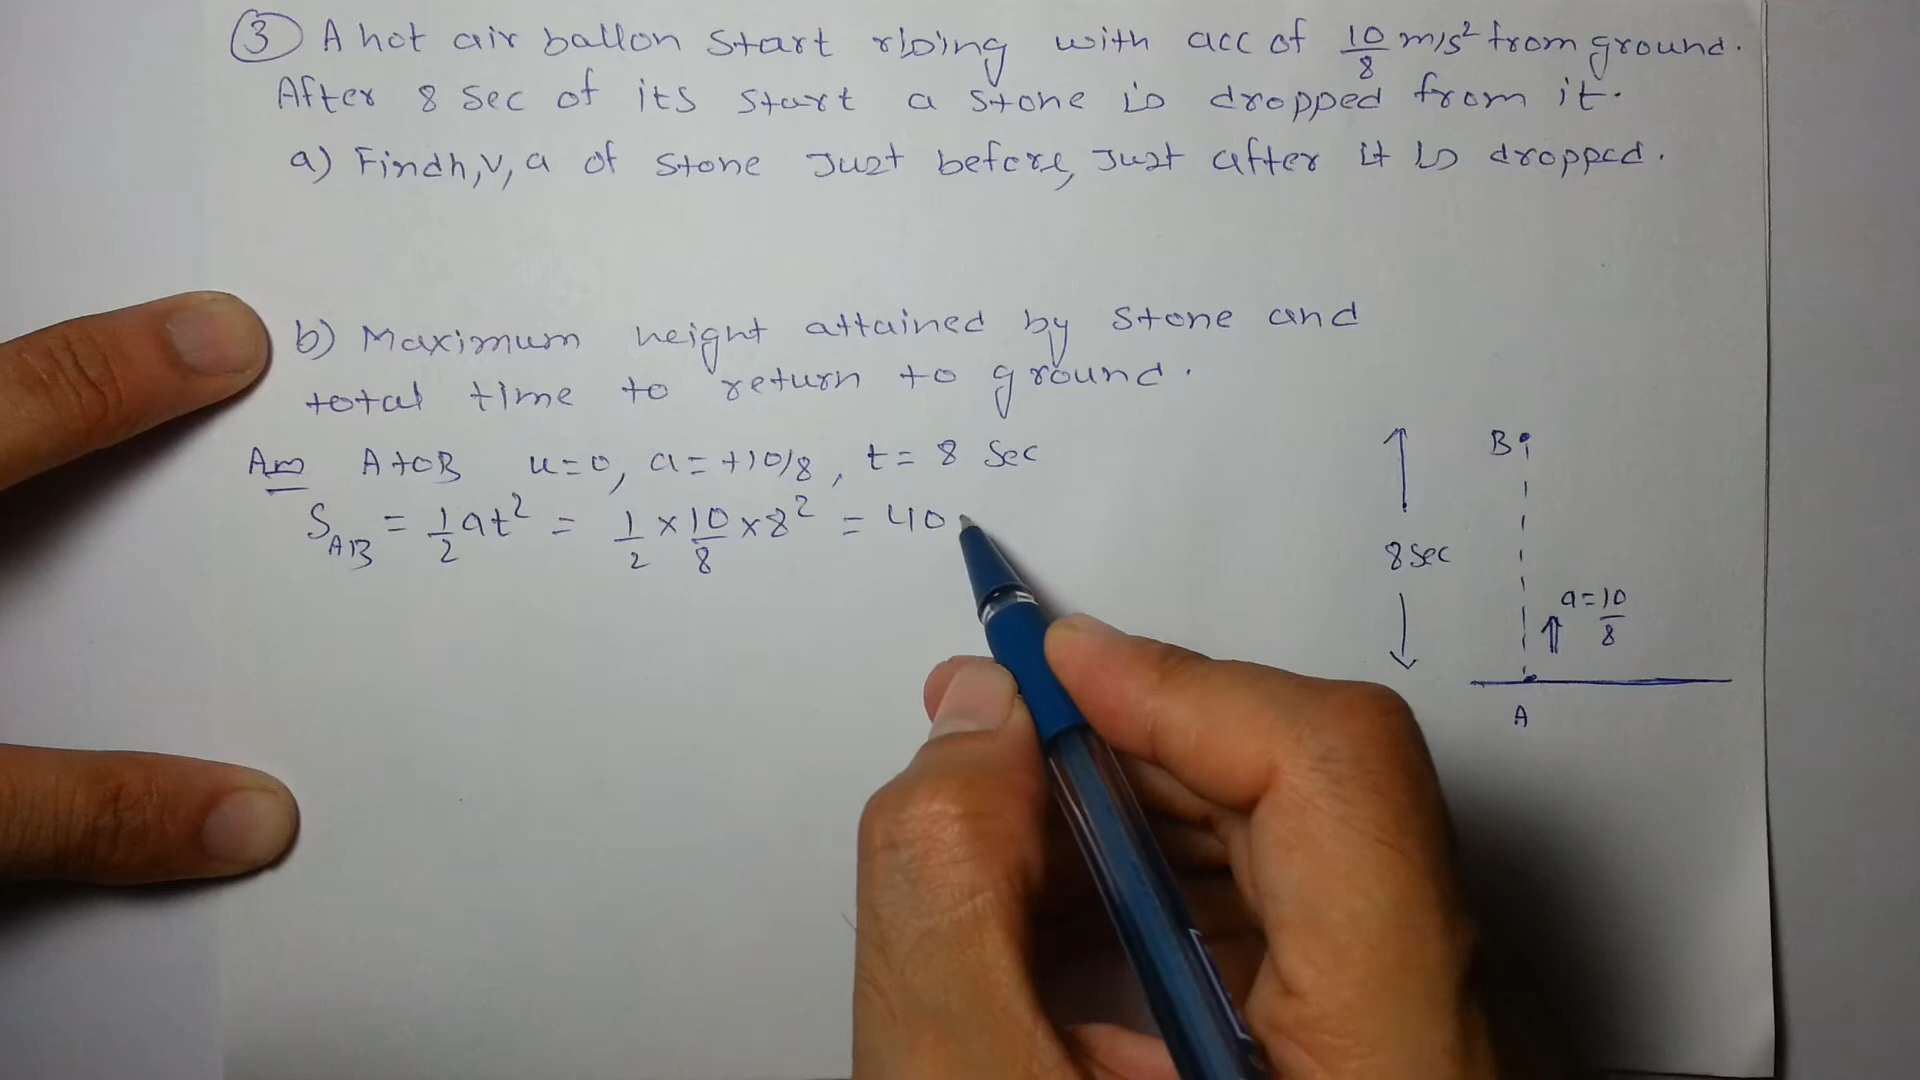 ③ A hot air ballon start rising with acc of 10/8 m/s² from ground.
After 8 sec of its start a stone is dropped from it.
a) Find h, v, a of stone Just before, Just after it is dropped.
b) Maximum height attained by stone and
total time to return to ground.
Ans A to B u=0, a=+10/8, t= 8 sec
S_AB = 1/2 at² = 1/2 × 10/8 × 8² = 40
B
8 sec
a=10/8
A